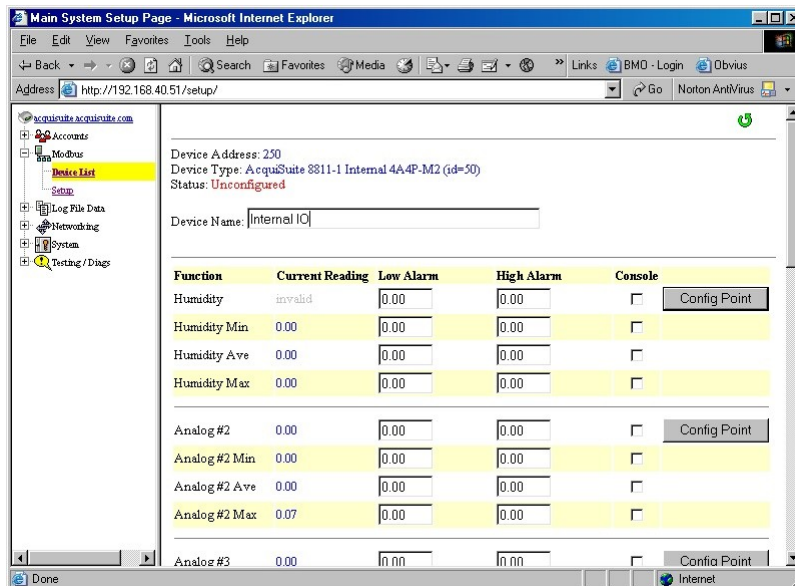 Main System Setup Page - Microsoft Internet Explorer
File Edit View Favorites Tools Help
Back Search Favorites Media » Links BMO - Login Obvius
Address http://192.168.40.51/setup/ Go Norton AntiVirus
acquisuite acquisuite com
Accounts
Modbus
Device List
Setup
Log File Data
Networking
System
Testing / Diags
Device Address: 250
Device Type: AcquiSuite 8811-1 Internal 4A4P-M2 (id=50)
Status: Unconfigured
Device Name: Internal IO
Function Current Reading Low Alarm High Alarm Console
Humidity invalid 0.00 0.00 Config Point
Humidity Min 0.00 0.00 0.00
Humidity Ave 0.00 0.00 0.00
Humidity Max 0.00 0.00 0.00
Analog #2 0.00 0.00 0.00 Config Point
Analog #2 Min 0.00 0.00 0.00
Analog #2 Ave 0.00 0.00 0.00
Analog #2 Max 0.07 0.00 0.00
Analog #3 0.00 0.00 0.00 Config Point
Done Internet